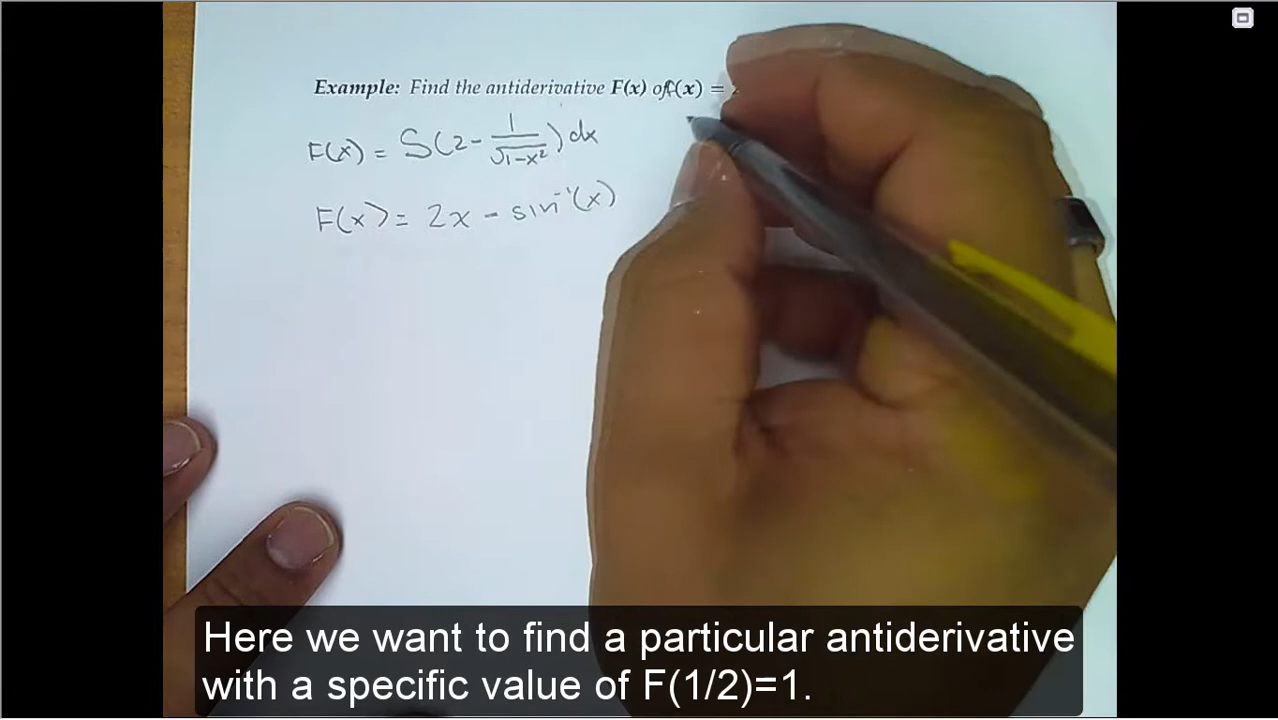 Example: Find the antiderivative F(x) of f(x) =
F(x) = S(2 - 1/√1-x²) dx
F(x) = 2x - sin⁻¹(x)
Here we want to find a particular antiderivative
with a specific value of F(1/2)=1.